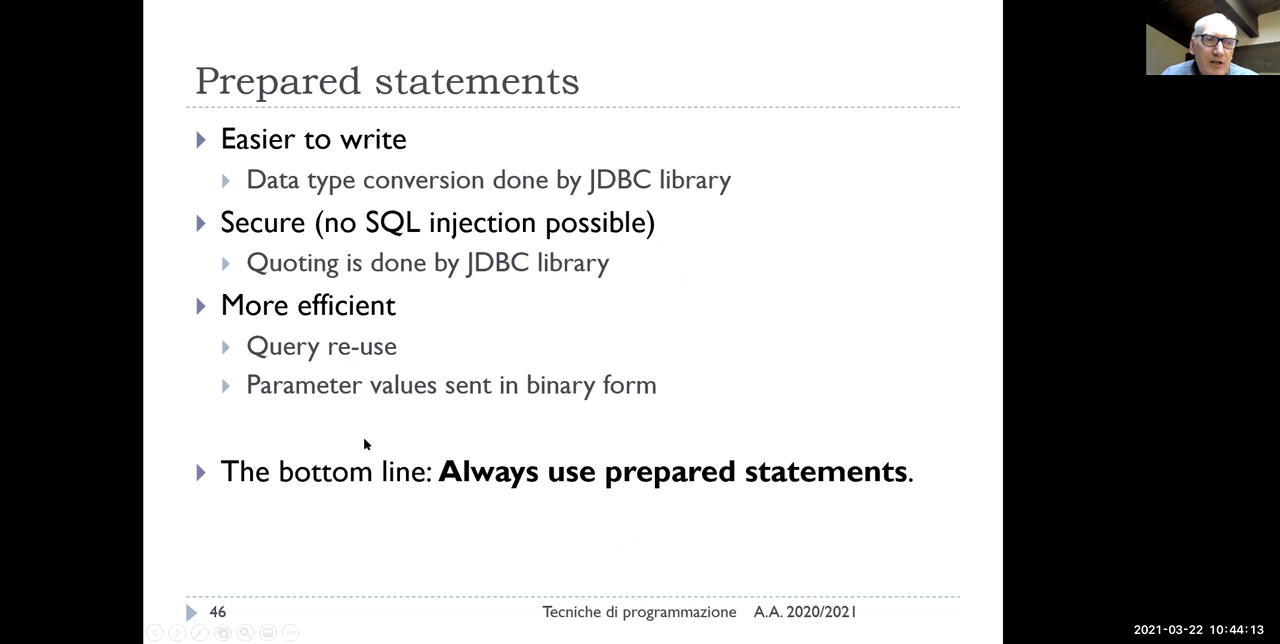 Prepared statements
Easier to write
Data type conversion done by JDBC library
Secure (no SQL injection possible)
Quoting is done by JDBC library
More efficient
Query re-use
Parameter values sent in binary form
The bottom line: Always use prepared statements.
46 Tecniche di programmazione A.A. 2020/2021
2021-03-22 10:44:13